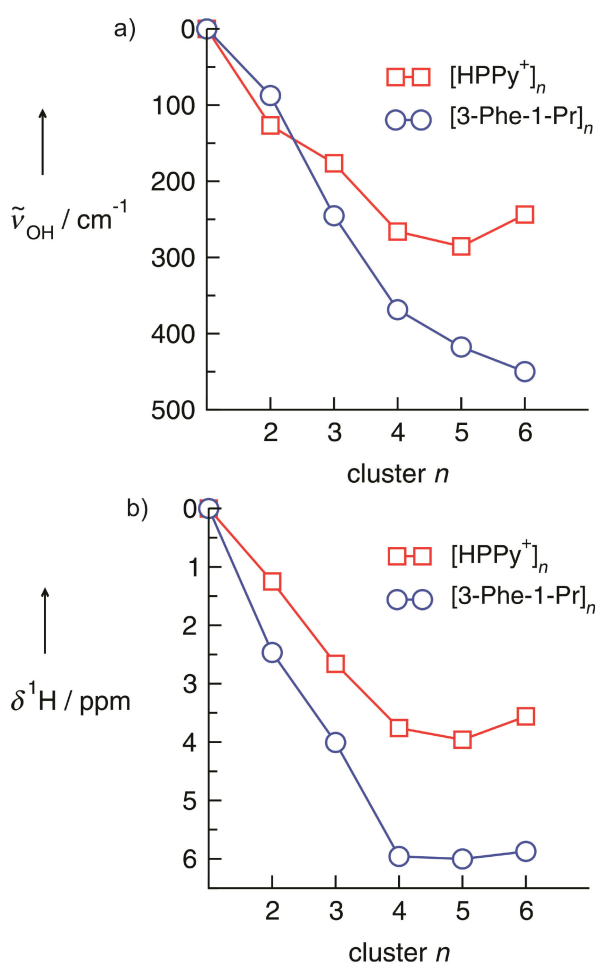 a)
0
100
200
300
400
500
ṽOH / cm⁻¹
[HPPy⁺]n
[3-Phe-1-Pr]n
2 3 4 5 6
cluster n
b)
0
1
2
3
4
5
6
δ¹H / ppm
[HPPy⁺]n
[3-Phe-1-Pr]n
2 3 4 5 6
cluster n